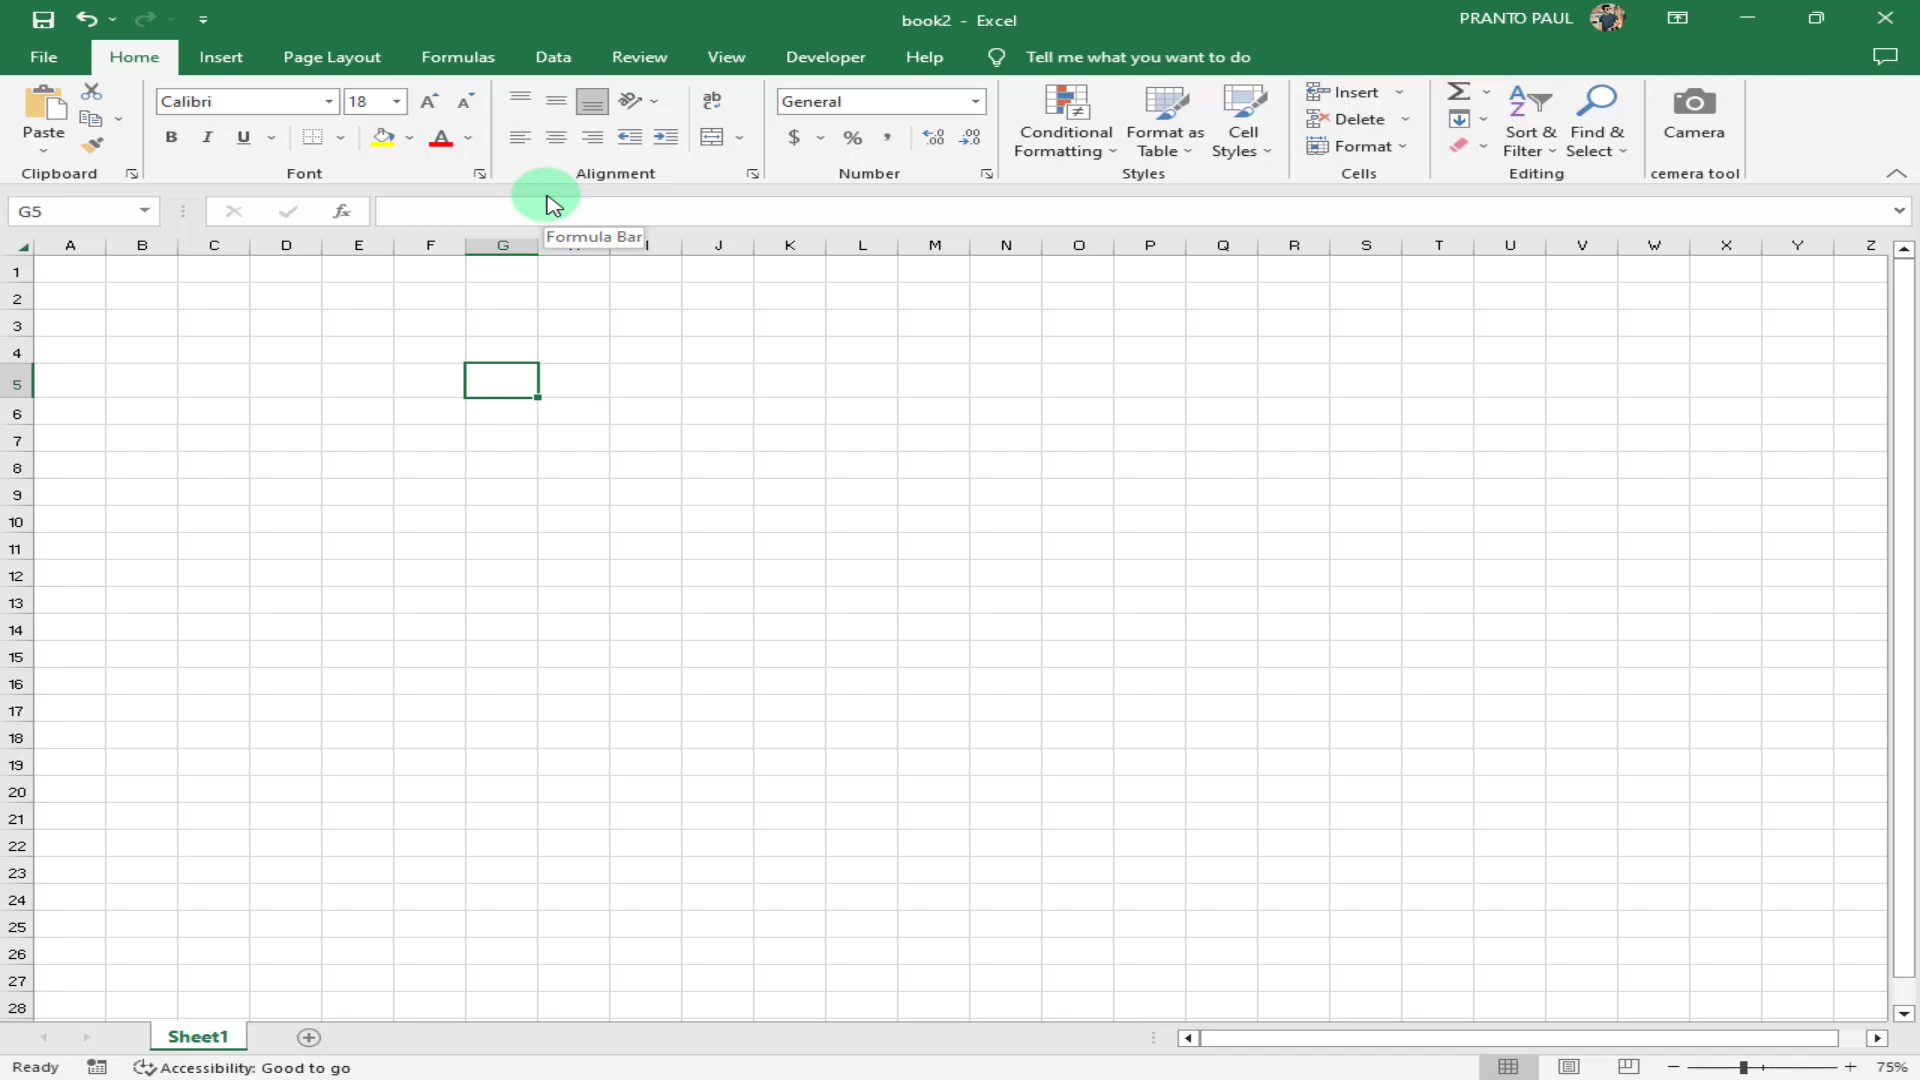 book2 - Excel
PRANTO PAUL
File Home Insert Page Layout Formulas Data Review View Developer Help Tell me what you want to do
Paste
Clipboard
Calibri 18
B I U A
Font
ab
Alignment
General
$ % ,
Number
Conditional Formatting
Format as Table
Cell Styles
Styles
Insert
Delete
Format
Cells
Sort & Filter
Find & Select
Editing
Camera
cemera tool
G5 fx
Formula Bar
A B C D E F G I J K L M N O P Q R S T U V W X Y Z
1
2
3
4
5
6
7
8
9
10
11
12
13
14
15
16
17
18
19
20
21
22
23
24
25
26
27
28
Sheet1
Ready Accessibility: Good to go 75%